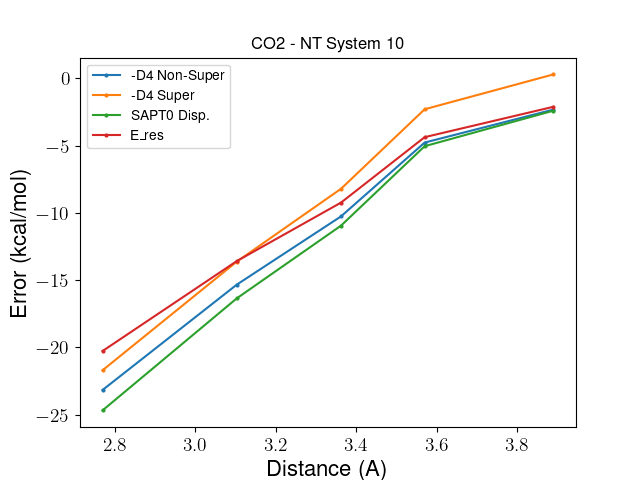 CO2 - NT System 10
Error (kcal/mol)
0
−5
−10
−15
−20
−25
-D4 Non-Super
-D4 Super
SAPT0 Disp.
E_res
2.8 3.0 3.2 3.4 3.6 3.8
Distance (A)